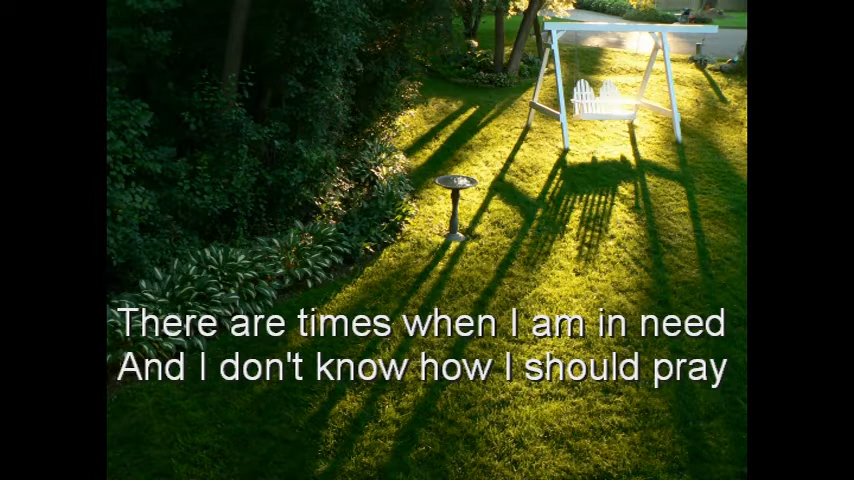 There are times when I am in need
And I don't know how I should pray